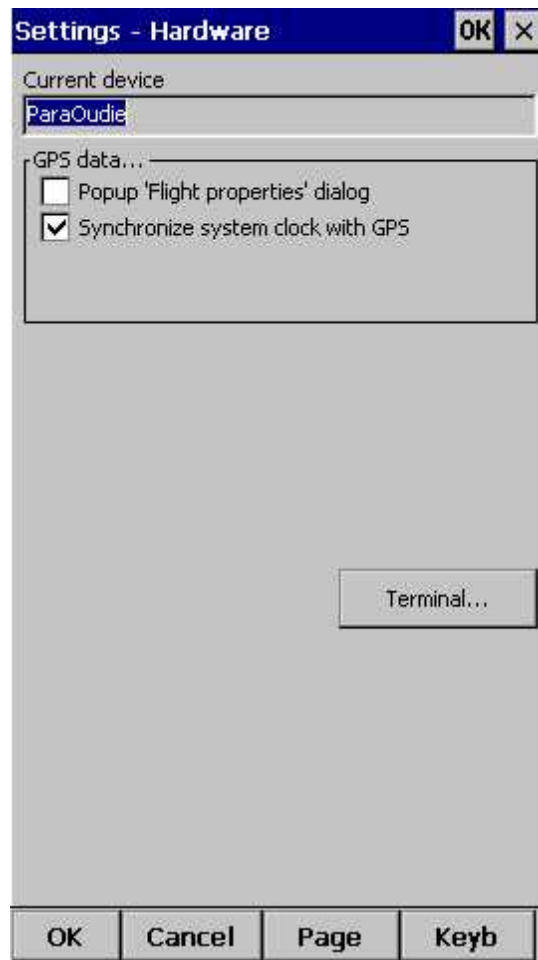 Settings - Hardware OK ×
Current device
ParaOudie
GPS data...
Popup 'Flight properties' dialog
Synchronize system clock with GPS
Terminal...
OK Cancel Page Keyb